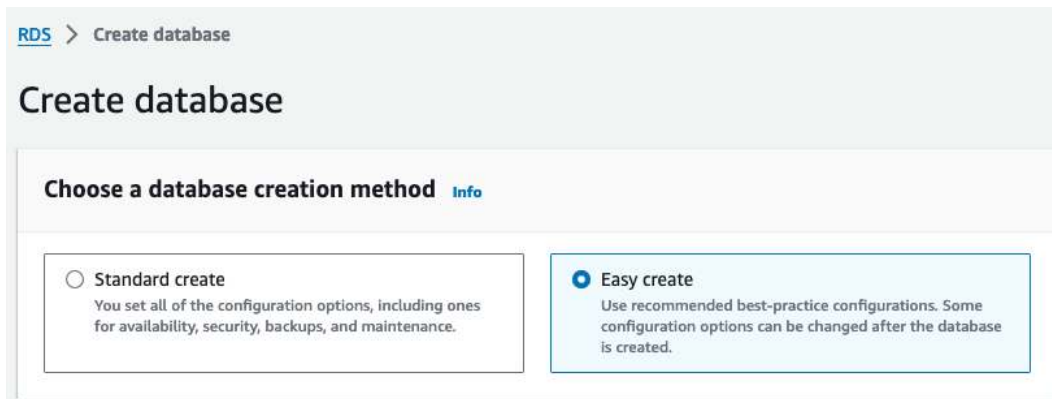 RDS > Create database
Create database
Choose a database creation method Info
Standard create
You set all of the configuration options, including ones
for availability, security, backups, and maintenance.
Easy create
Use recommended best-practice configurations. Some
configuration options can be changed after the database
is created.